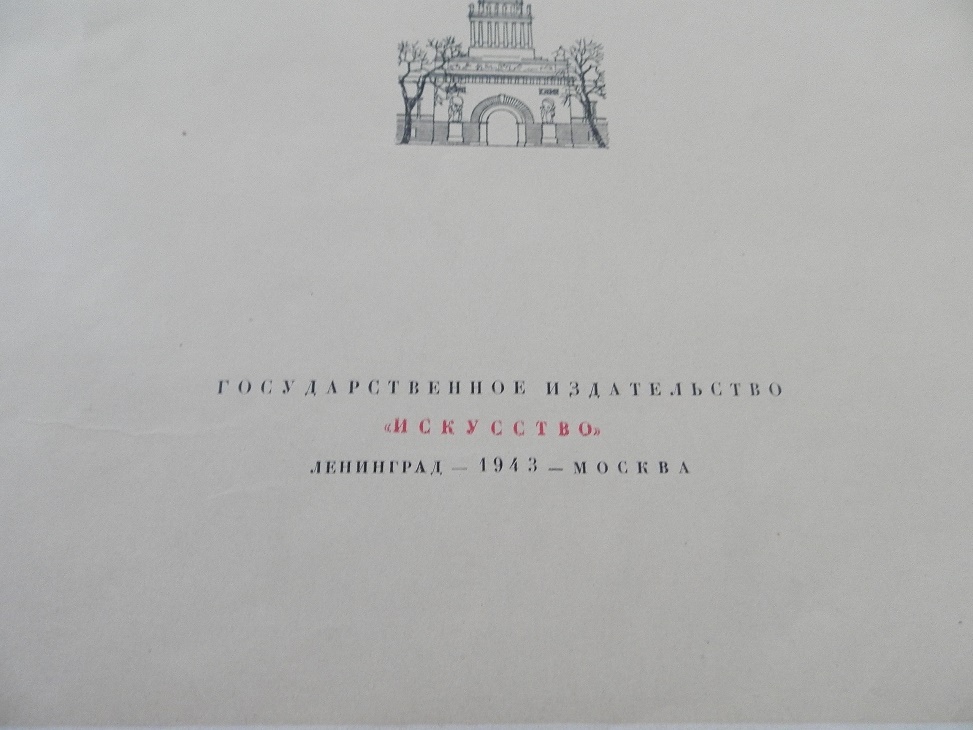 ГОСУДАРСТВЕННОЕ ИЗДАТЕЛЬСТВО
«ИСКУССТВО»
ЛЕНИНГРАД — 1943 — МОСКВА